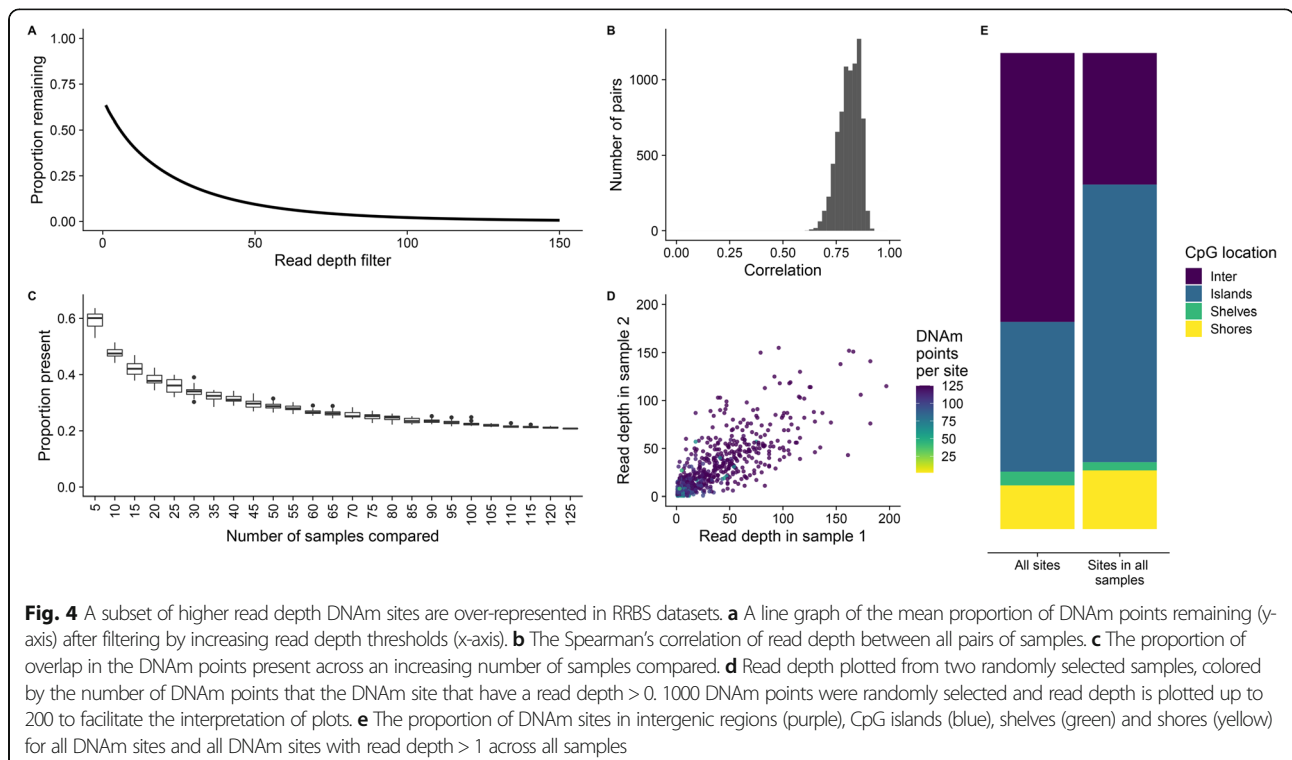 A
1.00
0.75
0.50
0.25
0.00
Proportion remaining
0
50
100
150
Read depth filter
B
1000
500
0
Number of pairs
0.00
0.25
0.50
0.75
1.00
Correlation
C
0.6
0.4
0.2
0.0
Proportion present
5
10
15
20
25
30
35
40
45
50
55
60
65
70
75
80
85
90
95
100
105
110
115
120
125
Number of samples compared
D
200
150
100
50
0
Read depth in sample 2
0
50
100
150
200
Read depth in sample 1
DNAm
points
per site
125
100
75
50
25
E
All sites
Sites in all
samples
CpG location
Inter
Islands
Shelves
Shores
Fig. 4 A subset of higher read depth DNAm sites are over-represented in RRBS datasets. a A line graph of the mean proportion of DNAm points remaining (y-
axis) after filtering by increasing read depth thresholds (x-axis). b The Spearman's correlation of read depth between all pairs of samples. c The proportion of
overlap in the DNAm points present across an increasing number of samples compared. d Read depth plotted from two randomly selected samples, colored
by the number of DNAm points that the DNAm site that have a read depth > 0. 1000 DNAm points were randomly selected and read depth is plotted up to
200 to facilitate the interpretation of plots. e The proportion of DNAm sites in intergenic regions (purple), CpG islands (blue), shelves (green) and shores (yellow)
for all DNAm sites and all DNAm sites with read depth > 1 across all samples